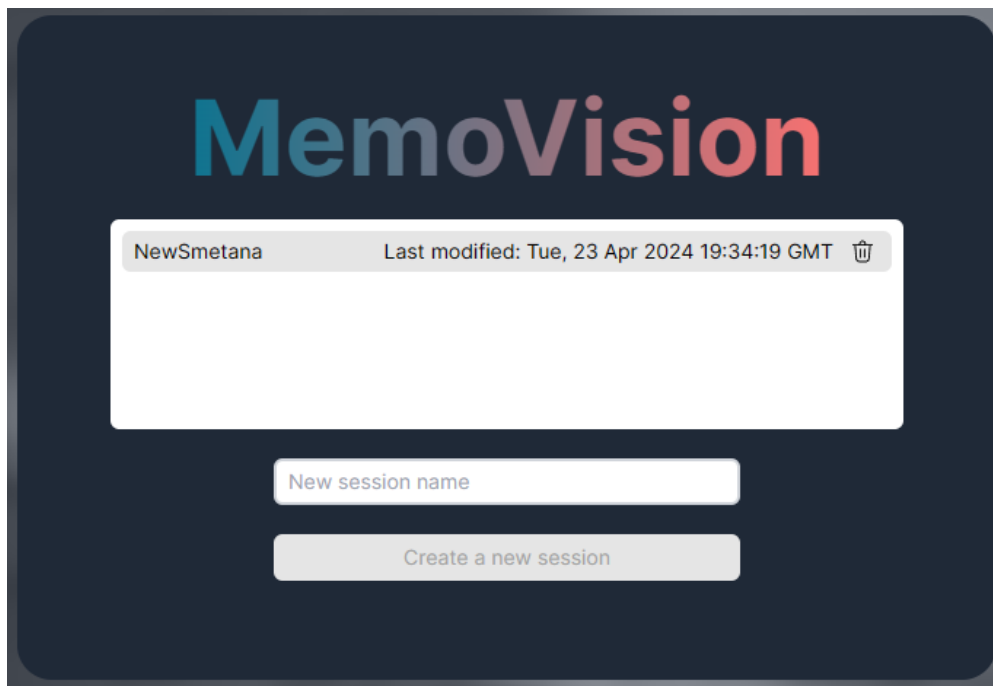 MemoVision
NewSmetana Last modified: Tue, 23 Apr 2024 19:34:19 GMT
New session name
Create a new session